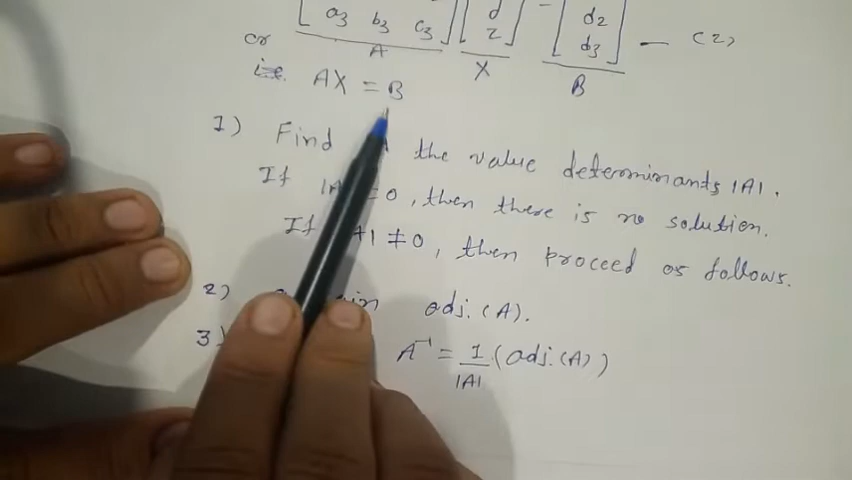 a3 b3 c3 z d2
or d3 — (2)
A X B
i.e. AX = B
1) Find the value determinants |A|.
If |A| = 0, then there is no solution.
If |A| ≠ 0, then proceed as follows.
2) adj.(A).
3) A⁻¹ = 1/|A| (adj.(A))